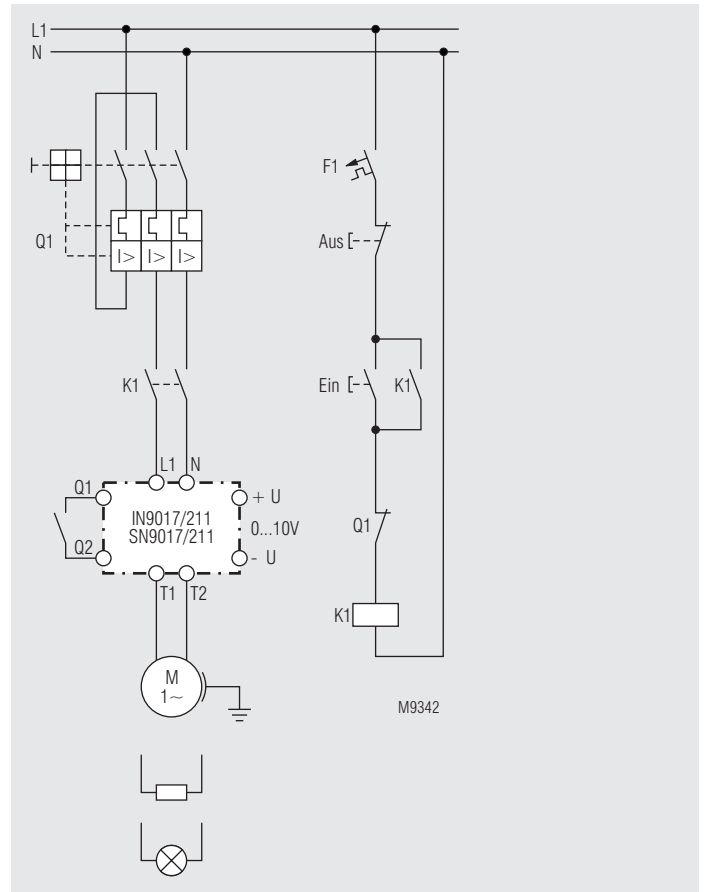 L1
N
F1
Q1
I> I> I>
Aus
K1
Ein K1
L1 N
Q1 + U
IN9017/211
SN9017/211
0...10V
Q2 - U
Q1
T1 T2
K1
M
1~
M9342